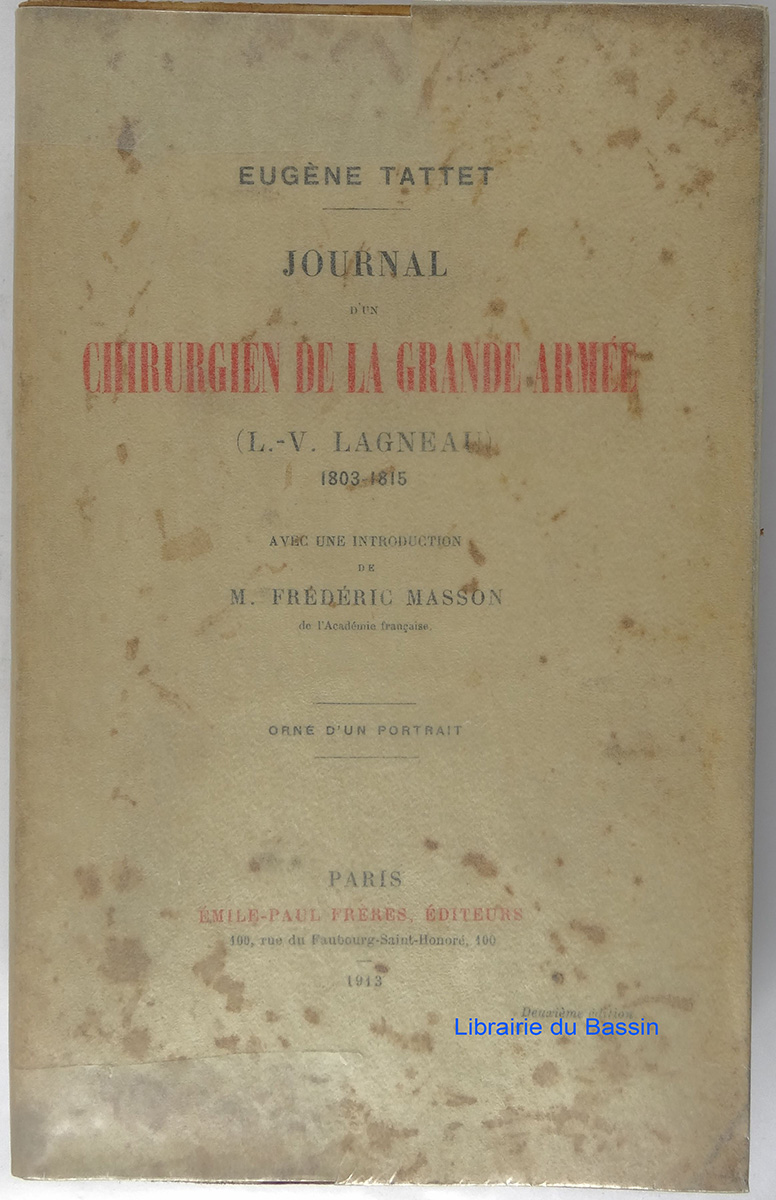 EUGÈNE TATTET
JOURNAL
D'UN
CHIRURGIEN DE LA GRANDE ARMÉE
(L.-V. LAGNEAU)
1803-1815
AVEC UNE INTRODUCTION
DE
M. FRÉDÉRIC MASSON
de l'Académie française.
ORNÉ D'UN PORTRAIT
PARIS
ÉMILE-PAUL FRÈRES, ÉDITEURS
100, rue du Faubourg-Saint-Honoré, 100
1913
Deuxième édition
Librairie du Bassin